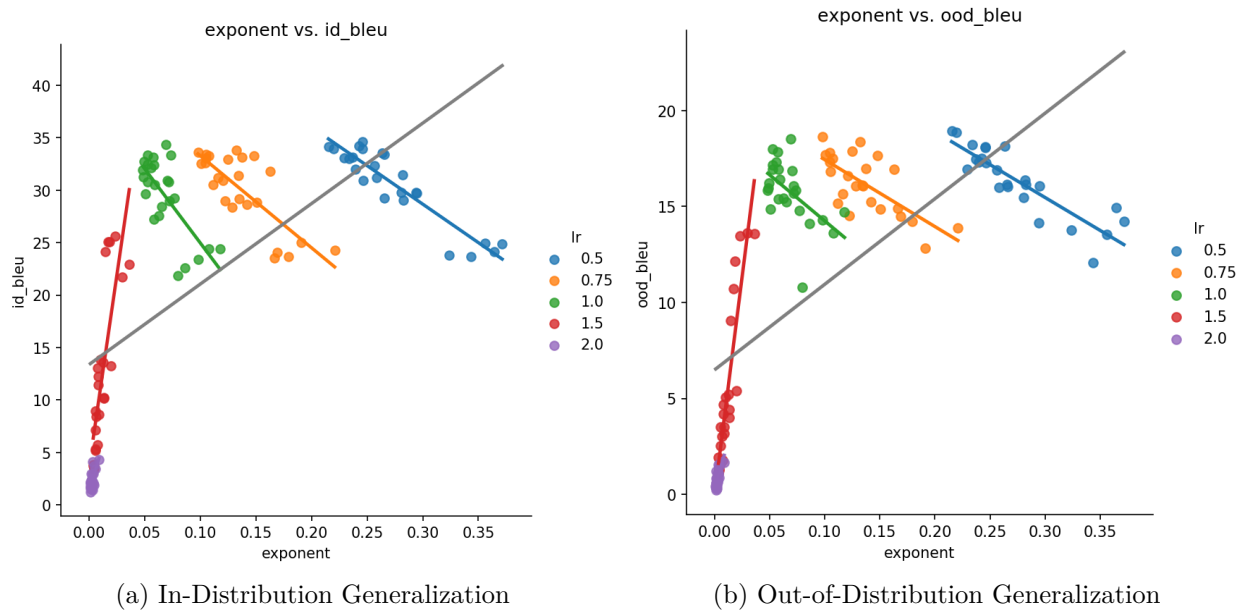 exponent vs. id_bleu
id_bleu
40
35
30
25
20
15
10
5
0
0.00 0.05 0.10 0.15 0.20 0.25 0.30 0.35
exponent
lr
0.5
0.75
1.0
1.5
2.0
(a) In-Distribution Generalization
exponent vs. ood_bleu
ood_bleu
20
15
10
5
0
0.00 0.05 0.10 0.15 0.20 0.25 0.30 0.35
exponent
lr
0.5
0.75
1.0
1.5
2.0
(b) Out-of-Distribution Generalization